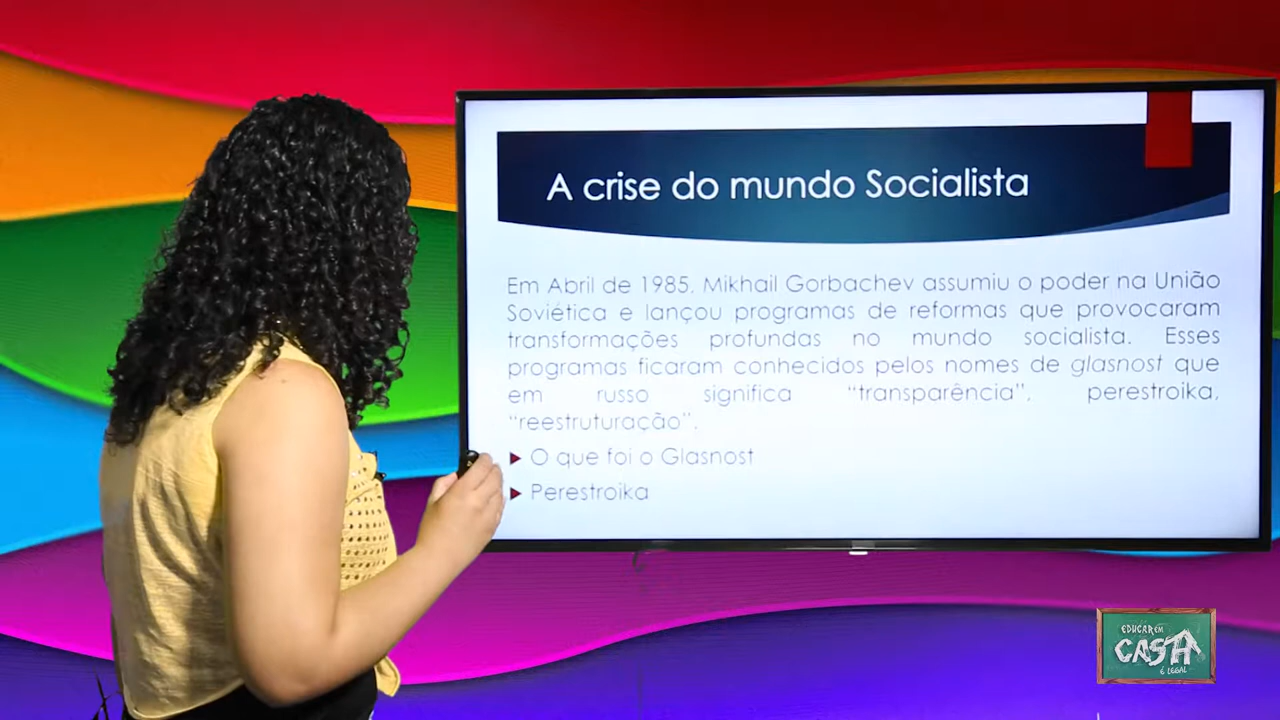 A crise do mundo Socialista
Em Abril de 1985, Mikhail Gorbachev assumiu o poder na União
Soviética e lançou programas de reformas que provocaram
transformações profundas no mundo socialista. Esses
programas ficaram conhecidos pelos nomes de glasnost que
em russo significa “transparência”, perestroika,
“reestruturação”.
O que foi o Glasnost
Perestroika
EDUCAR EM
CASA
É LEGAL